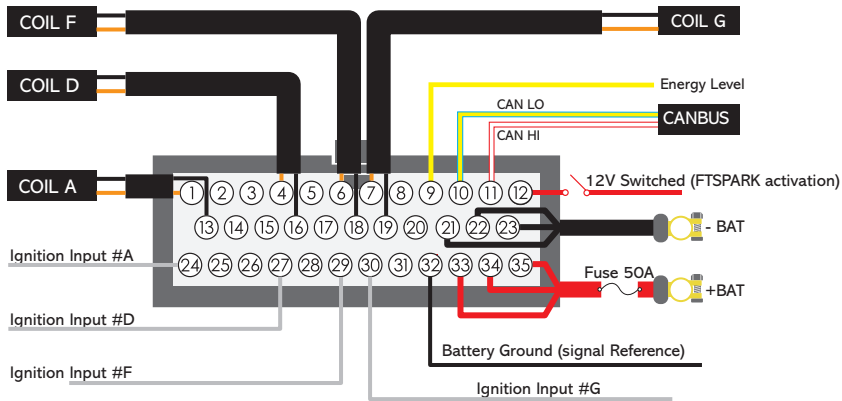 COIL F
COIL G
COIL D
Energy Level
CAN LO
CANBUS
CAN HI
COIL A
12V Switched (FTSPARK activation)
1 2 3 4 5 6 7 8 9 10 11 12
13 14 15 16 17 18 19 20 21 22 23
- BAT
Ignition Input #A
24 25 26 27 28 29 30 31 32 33 34 35
Fuse 50A
+BAT
Ignition Input #D
Battery Ground (signal Reference)
Ignition Input #F
Ignition Input #G